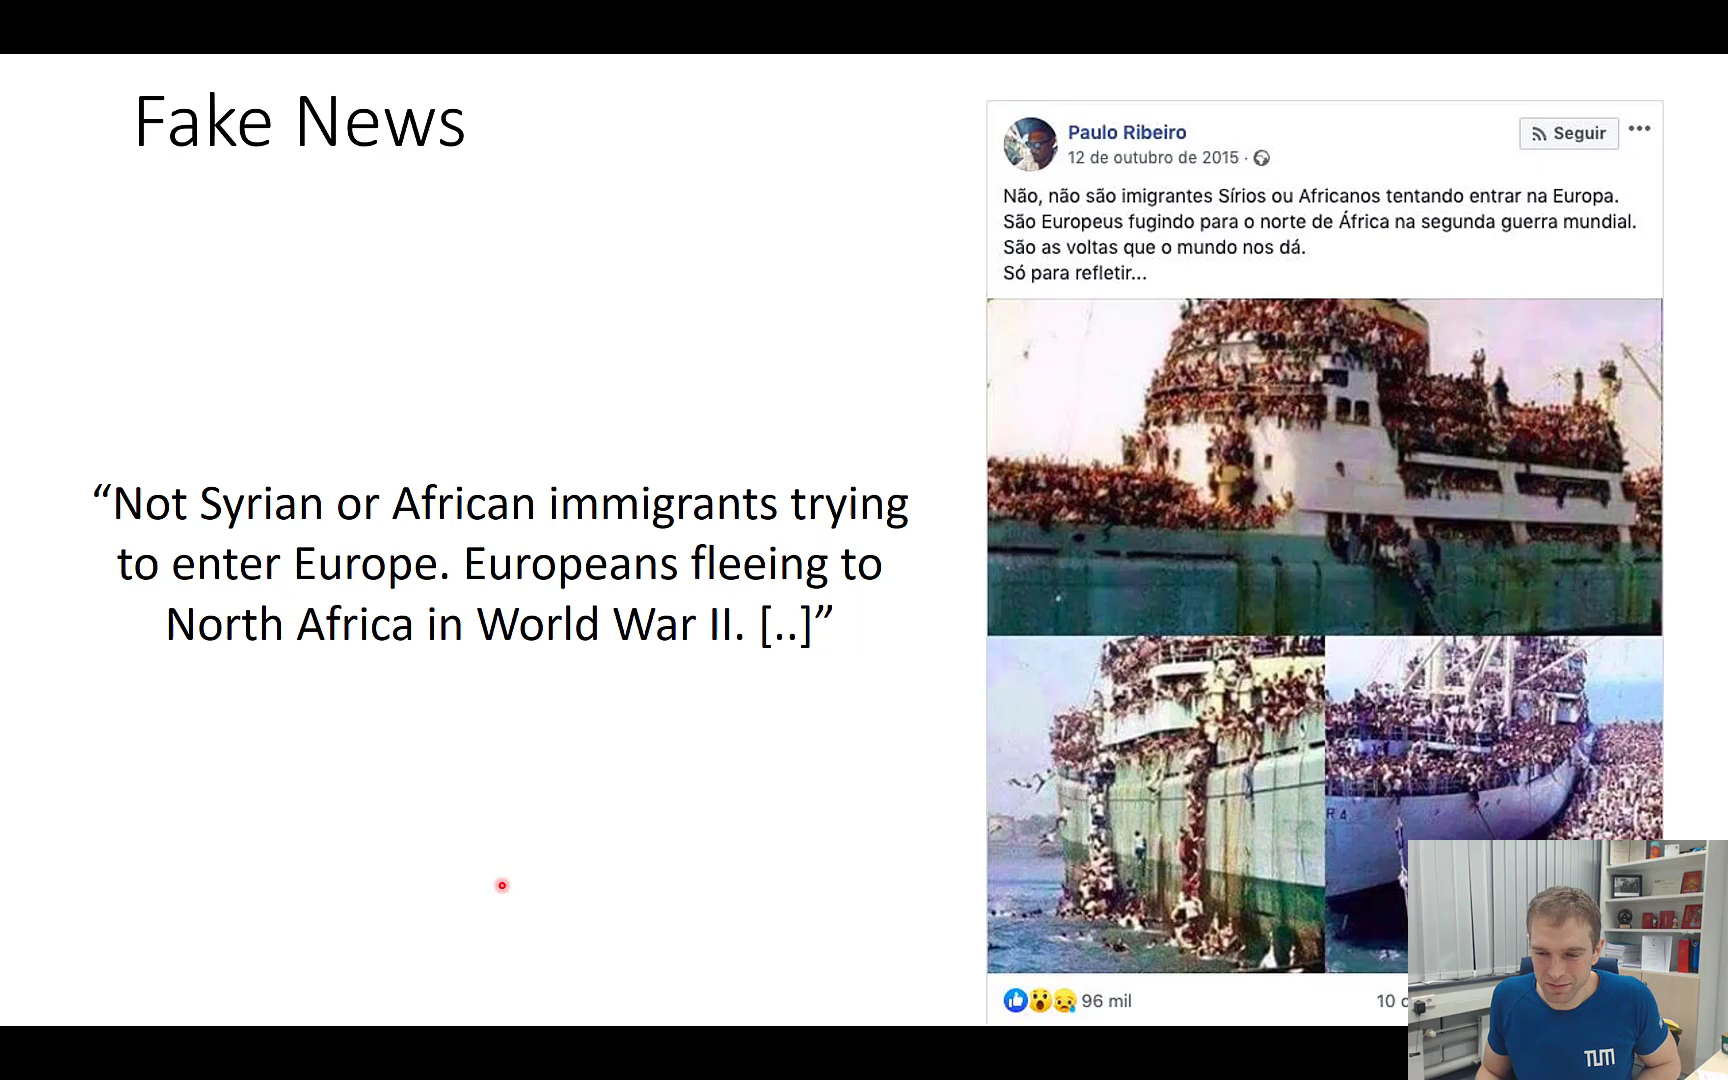 Fake News
“Not Syrian or African immigrants trying
to enter Europe. Europeans fleeing to
North Africa in World War II. [..]”
Paulo Ribeiro
12 de outubro de 2015 ·
Seguir
Não, não são imigrantes Sírios ou Africanos tentando entrar na Europa.
São Europeus fugindo para o norte de África na segunda guerra mundial.
São as voltas que o mundo nos dá.
Só para refletir...
R 4
96 mil
10
TUM